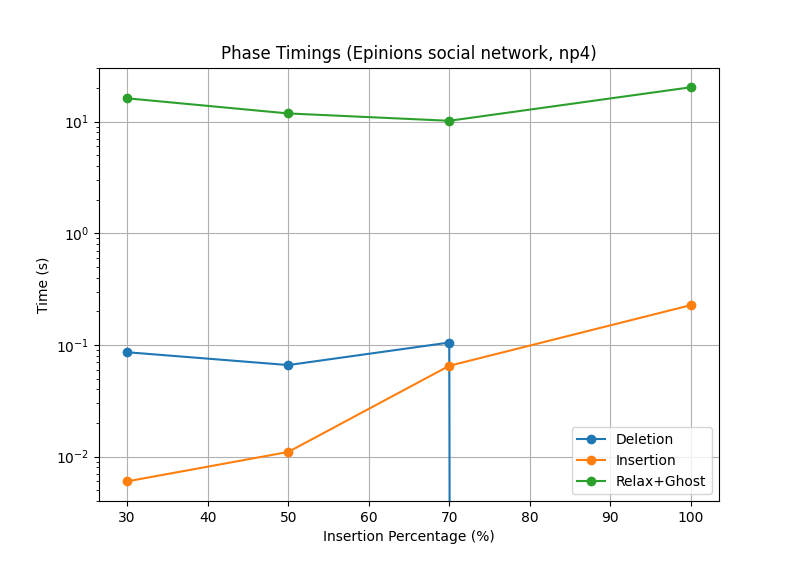 Phase Timings (Epinions social network, np4)
Time (s)
10¹
10⁰
10⁻¹
10⁻²
30 40 50 60 70 80 90 100
Insertion Percentage (%)
Deletion
Insertion
Relax+Ghost